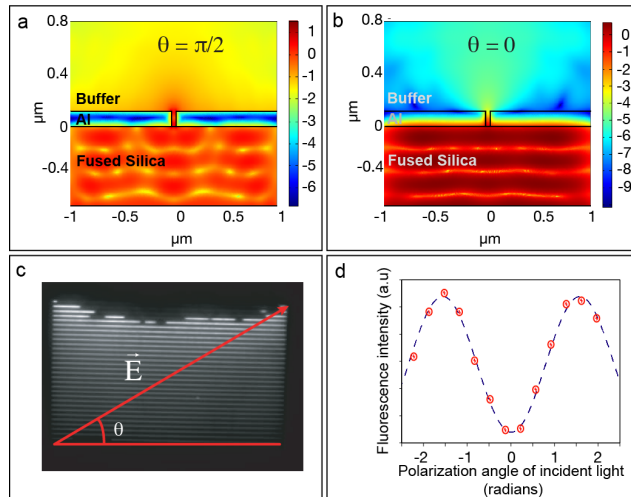 a
θ = π/2
0.8
0.4
0
-0.4
μm
Buffer
Al
Fused Silica
-1 -0.5 0 0.5 1
μm
1
0
-1
-2
-3
-4
-5
-6
b
θ = 0
0.8
0.4
0
-0.4
μm
Buffer
Al
Fused Silica
-1 -0.5 0 0.5 1
μm
0
-1
-2
-3
-4
-5
-6
-7
-8
-9
c
E
θ
d
Fluorescence intensity (a.u)
-2 -1 0 1 2
Polarization angle of incident light
(radians)